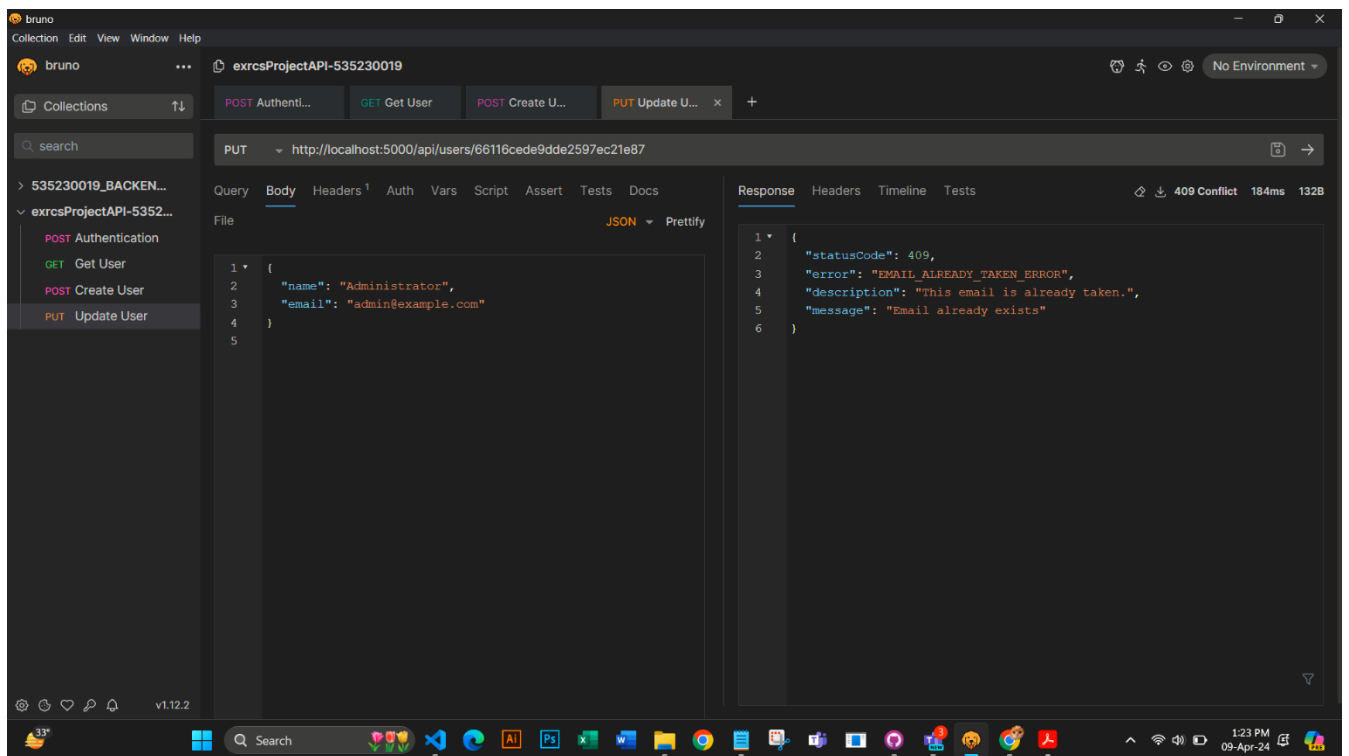 bruno
Collection Edit View Window Help
bruno
exrcsProjectAPI-535230019
No Environment
Collections
POST Authenti...
GET Get User
POST Create U...
PUT Update U...
search
PUT
http://localhost:5000/api/users/66116cede9dde2597ec21e87
535230019_BACKEN...
exrcsProjectAPI-5352...
POST Authentication
GET Get User
POST Create User
PUT Update User
Query Body Headers 1 Auth Vars Script Assert Tests Docs
File
JSON Prettify
1 {
2 "name": "Administrator",
3 "email": "admin@example.com"
4 }
5
Response Headers Timeline Tests
409 Conflict 184ms 132B
1 {
2 "statusCode": 409,
3 "error": "EMAIL_ALREADY_TAKEN_ERROR",
4 "description": "This email is already taken.",
5 "message": "Email already exists"
6 }
v1.12.2
33°
Search
Ai
Ps
1:23 PM
09-Apr-24